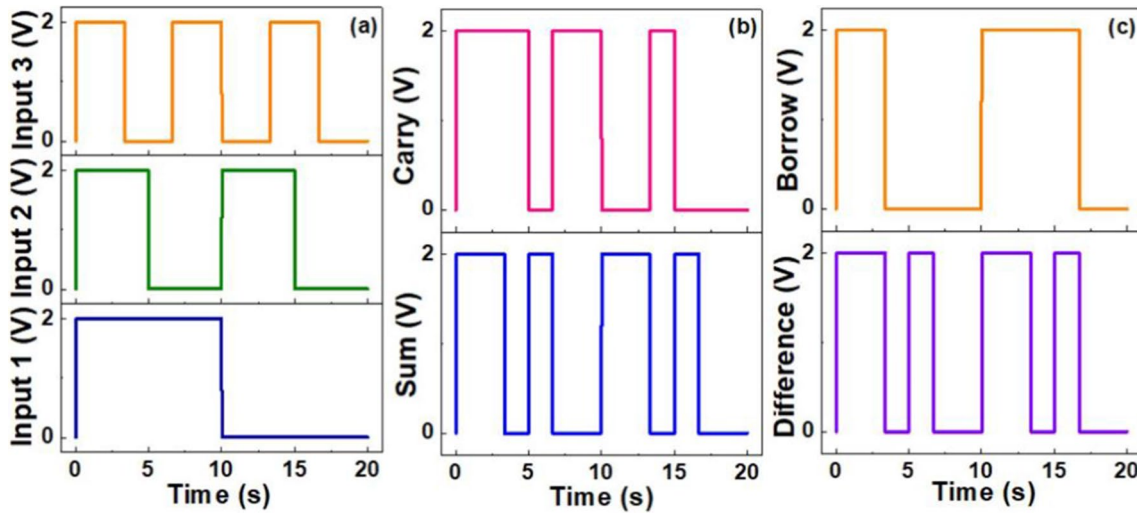 (a)
Input 3 (V)
2
0
Input 2 (V)
2
0
Input 1 (V)
2
0
0 5 10 15 20
Time (s)
(b)
Carry (V)
2
0
Sum (V)
2
0
0 5 10 15 20
Time (s)
(c)
Borrow (V)
2
0
Difference (V)
2
0
0 5 10 15 20
Time (s)